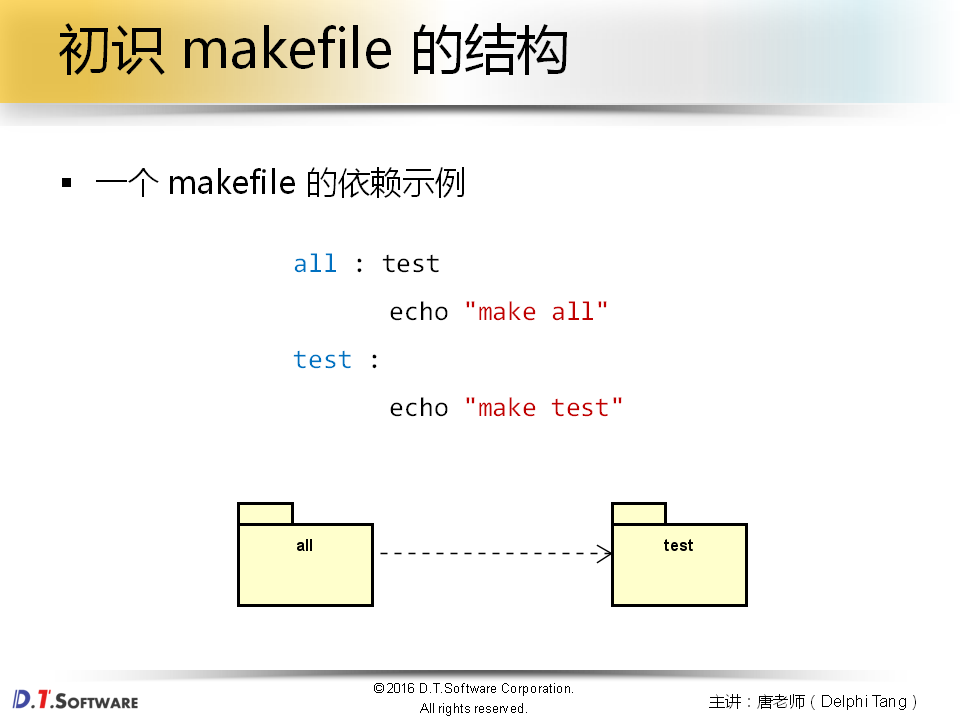 初识 makefile 的结构
▪ 一个 makefile 的依赖示例
all : test
echo "make all"
test :
echo "make test"
all
test
D.T.SOFTWARE
©2016 D.T.Software Corporation.
All rights reserved.
主讲：唐老师（Delphi Tang）